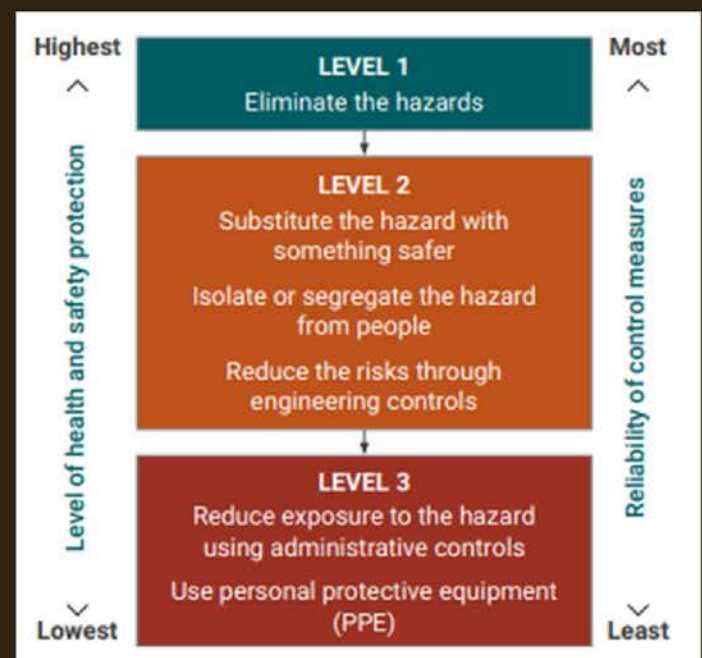 Highest
Most
LEVEL 1
Eliminate the hazards
LEVEL 2
Substitute the hazard with
something safer
Isolate or segregate the hazard
from people
Reduce the risks through
engineering controls
LEVEL 3
Reduce exposure to the hazard
using administrative controls
Use personal protective equipment
(PPE)
Level of health and safety protection
Reliability of control measures
Lowest
Least